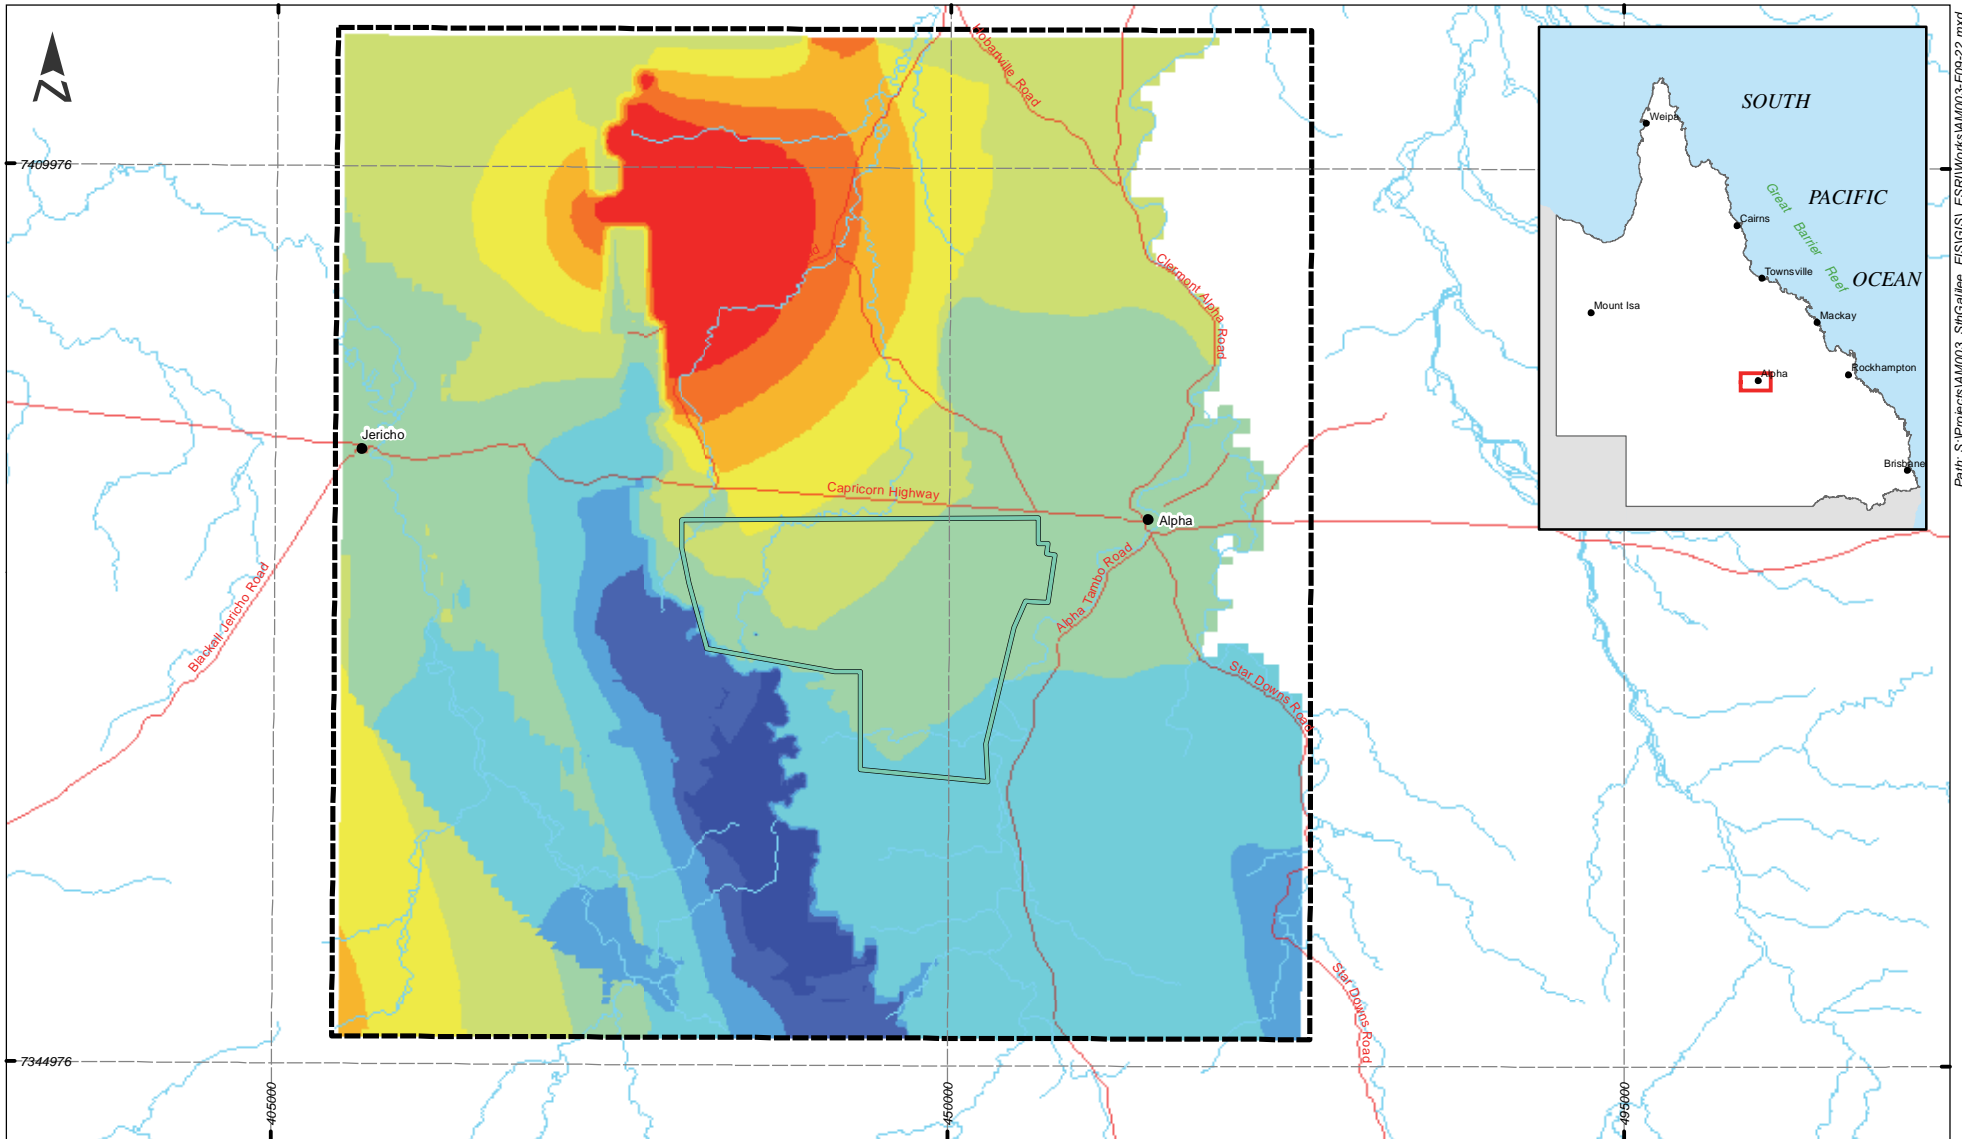 N
Hobartville Road
7409976
Clermont Alpha Road
Jericho
Capricorn Highway
Alpha
Alpha Tambo Road
Blackall Jericho Road
Star Downs Road
Star Downs Road
7344976
405000
450000
495000
SOUTH
PACIFIC
OCEAN
Great Barrier Reef
Weipa
Cairns
Townsville
Mount Isa
Mackay
Alpha
Rockhampton
Brisbane